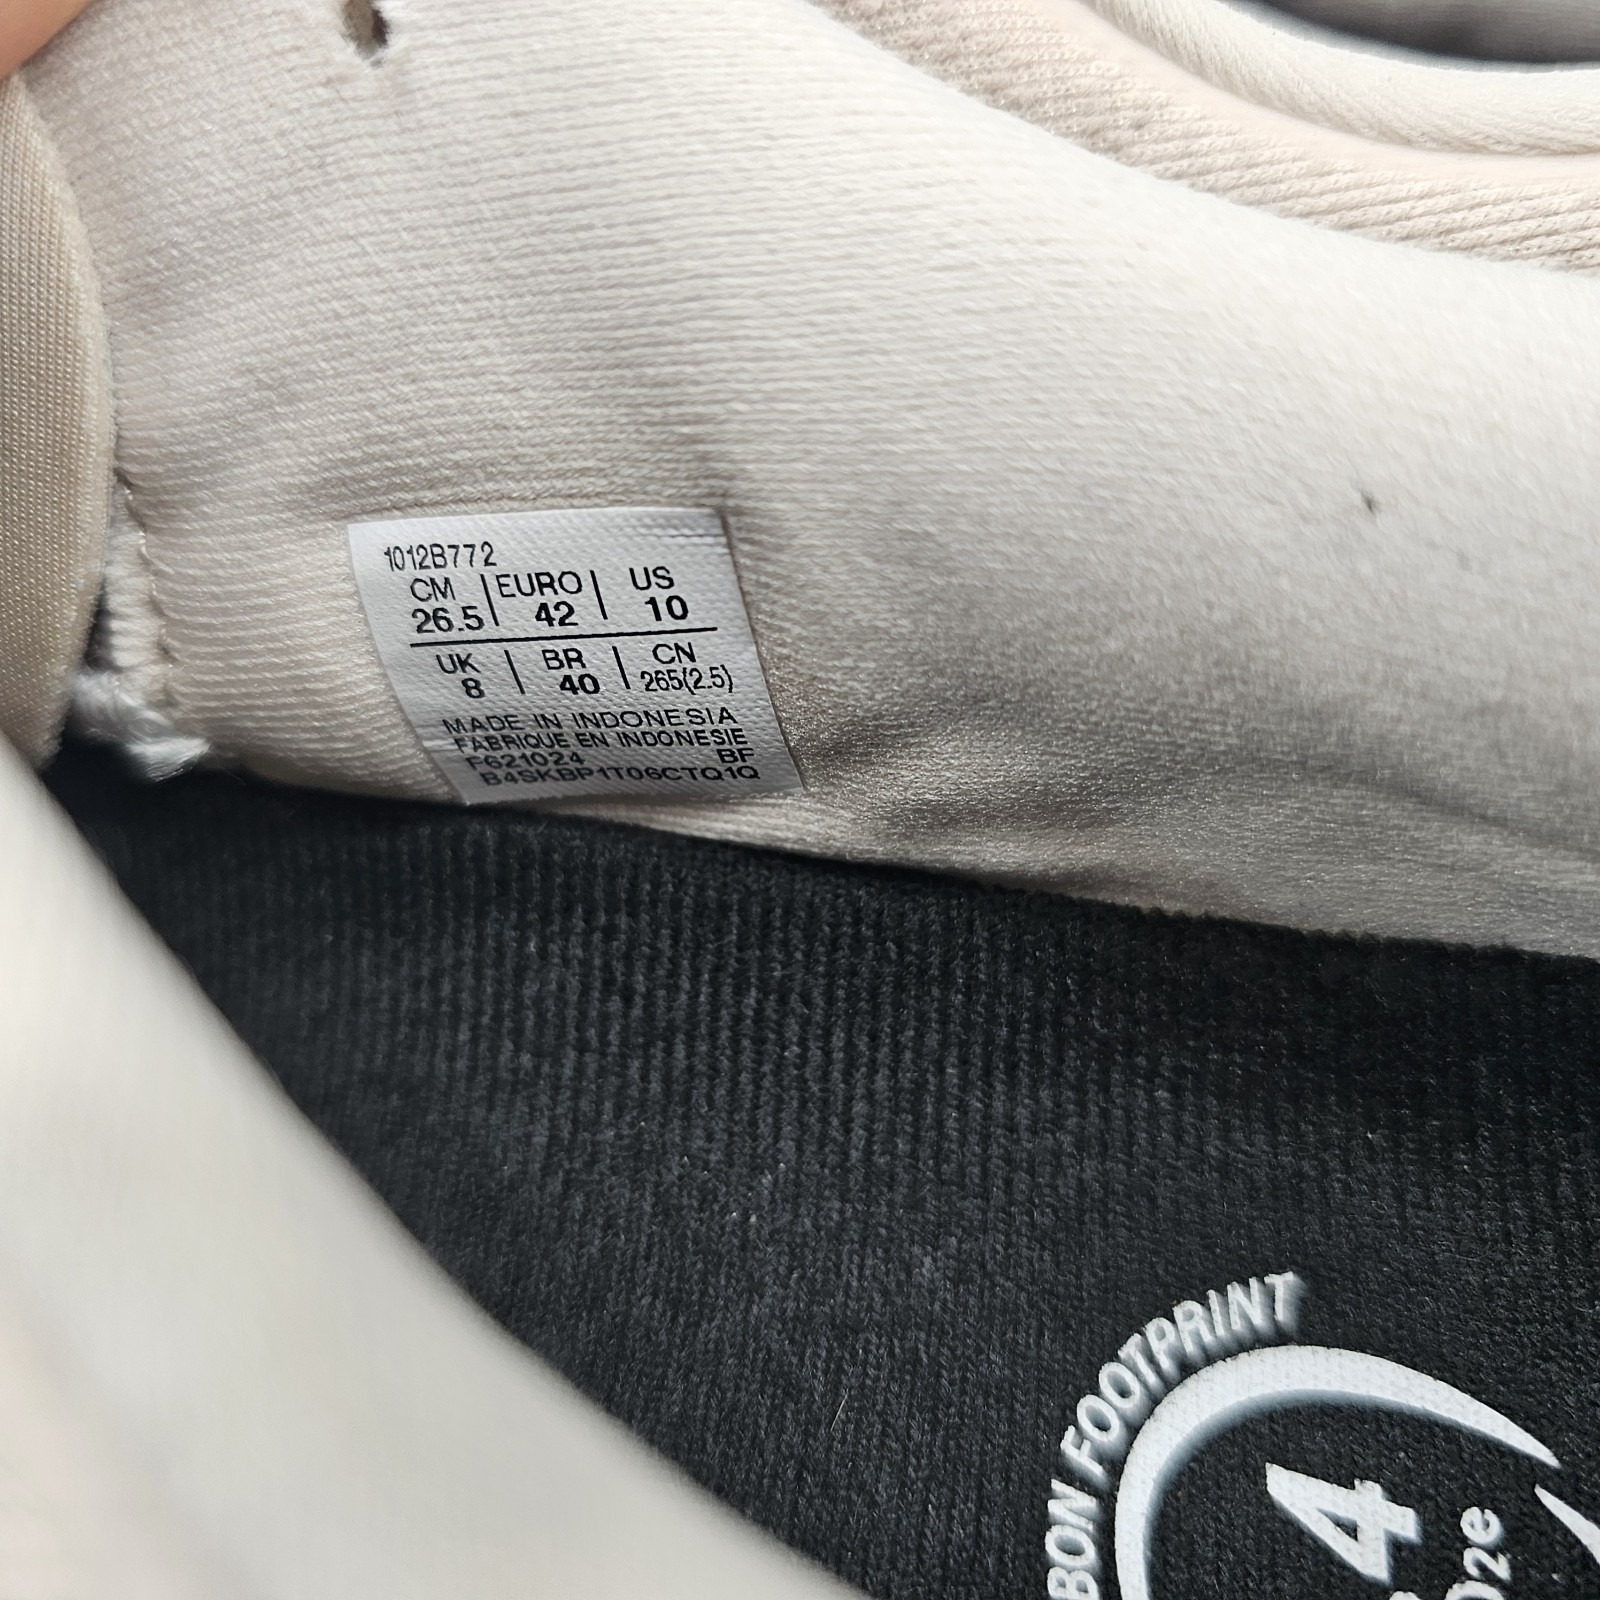 1012B772
CM | EURO | US
26.5 | 42 | 10
UK | BR | CN
8 | 40 | 265(2.5)
MADE IN INDONESIA
FABRIQUE EN INDONESIE
F621024 BF
B4SKBP1T06CTQ1Q
BON FOOTPRINT
4